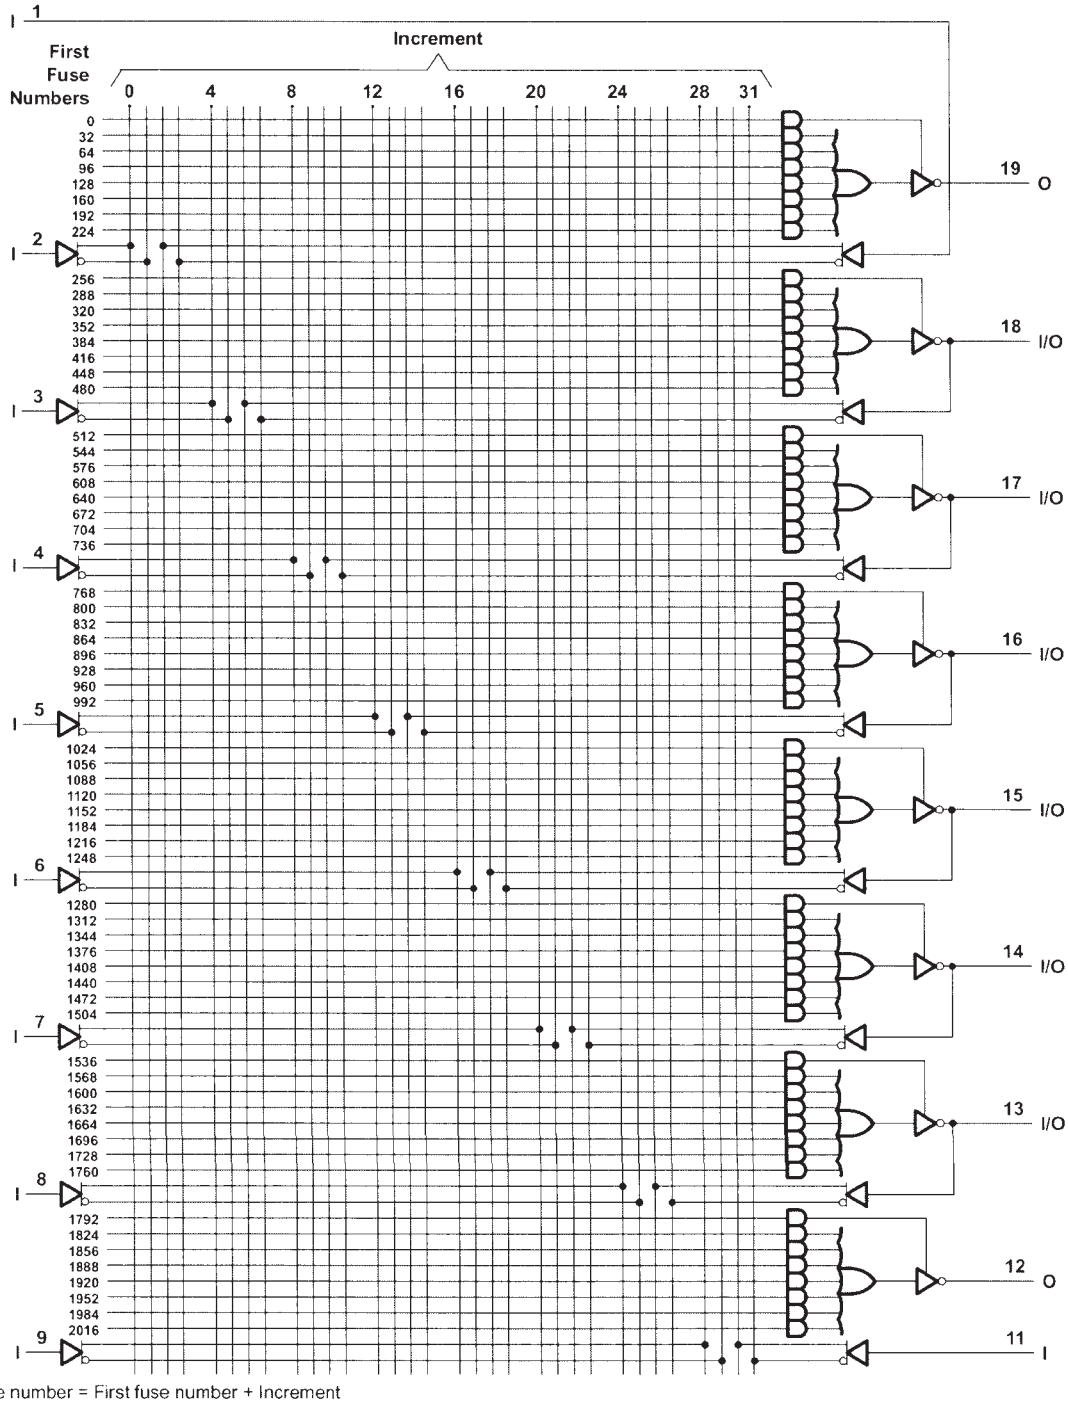 I 1
Increment
First
Fuse
Numbers
0 4 8 12 16 20 24 28 31
0
32
64
96
128
160
192
224
19 O
I 2
256
288
320
352
384
416
448
480
18 I/O
I 3
512
544
576
608
640
672
704
736
17 I/O
I 4
768
800
832
864
896
928
960
992
16 I/O
I 5
1024
1056
1088
1120
1152
1184
1216
1248
15 I/O
I 6
1280
1312
1344
1376
1408
1440
1472
1504
14 I/O
I 7
1536
1568
1600
1632
1664
1696
1728
1760
13 I/O
I 8
1792
1824
1856
1888
1920
1952
1984
2016
12 O
I 9
11 I
e number = First fuse number + Increment